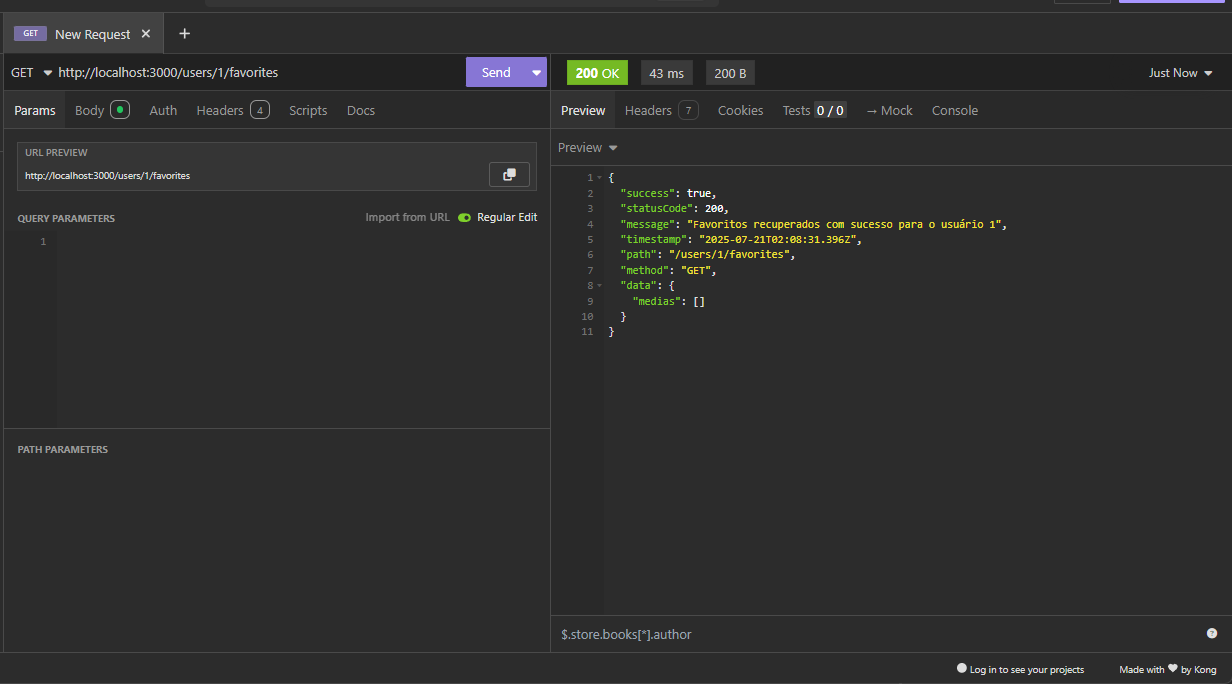 GET New Request
GET http://localhost:3000/users/1/favorites Send
Params Body Auth Headers 4 Scripts Docs
URL PREVIEW
http://localhost:3000/users/1/favorites
QUERY PARAMETERS Import from URL Regular Edit
1
PATH PARAMETERS
200 OK 43 ms 200 B Just Now
Preview Headers 7 Cookies Tests 0 / 0 → Mock Console
Preview
1 {
2 "success": true,
3 "statusCode": 200,
4 "message": "Favoritos recuperados com sucesso para o usuário 1",
5 "timestamp": "2025-07-21T02:08:31.396Z",
6 "path": "/users/1/favorites",
7 "method": "GET",
8 "data": {
9 "medias": []
10 }
11 }
$.store.books[*].author ?
Log in to see your projects Made with ♥ by Kong